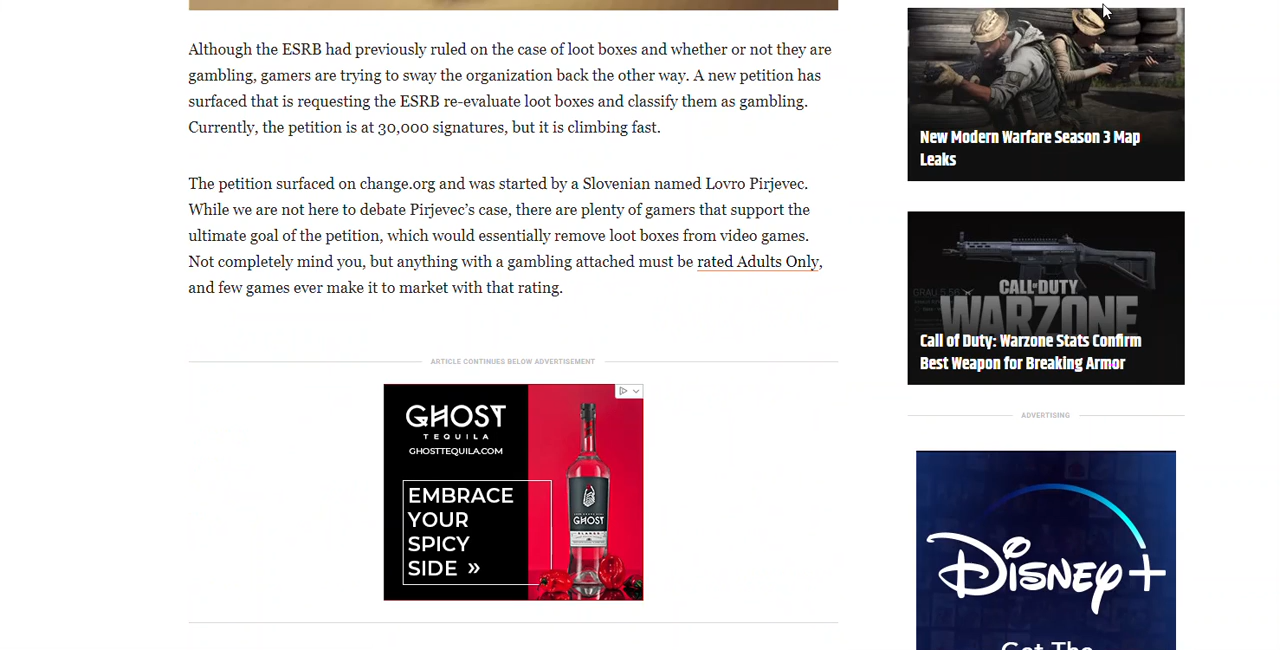 Although the ESRB had previously ruled on the case of loot boxes and whether or not they are
gambling, gamers are trying to sway the organization back the other way. A new petition has
surfaced that is requesting the ESRB re-evaluate loot boxes and classify them as gambling.
Currently, the petition is at 30,000 signatures, but it is climbing fast.
The petition surfaced on change.org and was started by a Slovenian named Lovro Pirjevec.
While we are not here to debate Pirjevec’s case, there are plenty of gamers that support the
ultimate goal of the petition, which would essentially remove loot boxes from video games.
Not completely mind you, but anything with a gambling attached must be rated Adults Only,
and few games ever make it to market with that rating.
ARTICLE CONTINUES BELOW ADVERTISEMENT
GHOST
TEQUILA
GHOSTTEQUILA.COM
EMBRACE
YOUR
SPICY
SIDE »
GHOST
New Modern Warfare Season 3 Map
Leaks
GRAU 5.56
CALL OF DUTY
WARZONE
Call of Duty: Warzone Stats Confirm
Best Weapon for Breaking Armor
ADVERTISING
Disney+
Get The